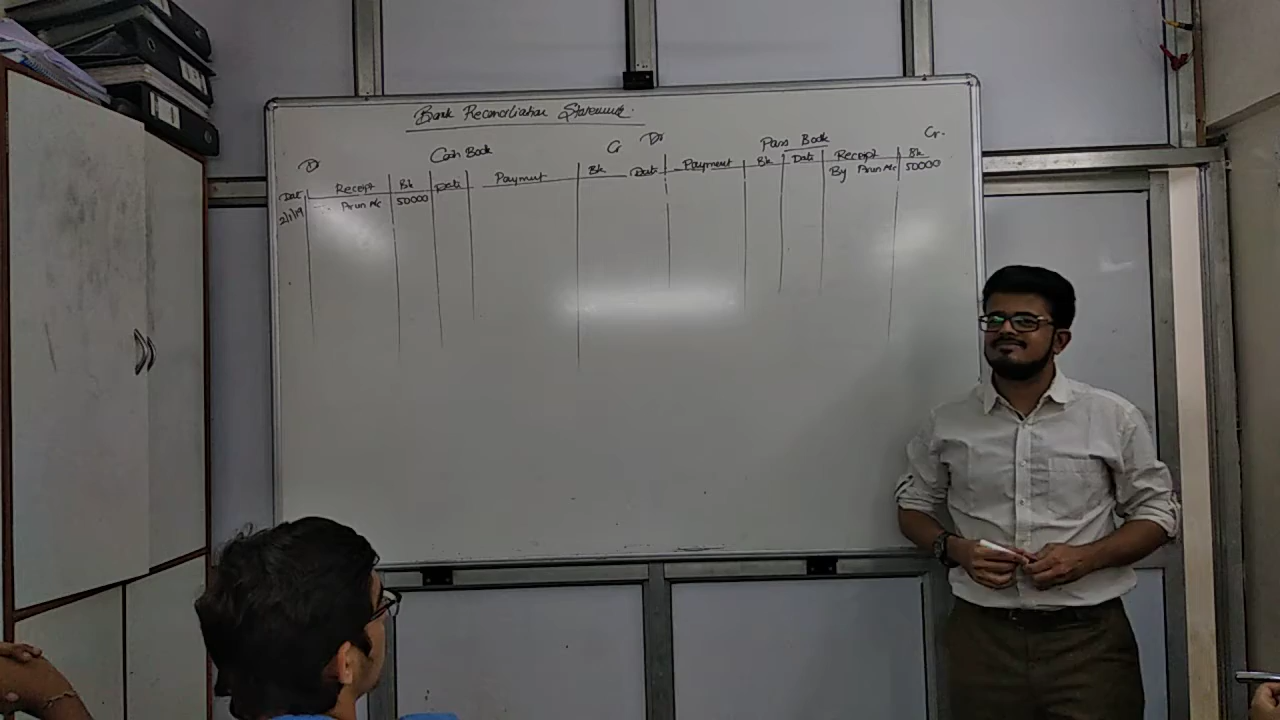 Bank Reconciliation Statement.
Dr Cash Book Cr Dr Pass Book Cr.
Date Receipt Bk Date Payment Bk Date Payment Bk Date Receipt Bk
2/1/19 Arun A/c 50000 By Arun A/c 50000